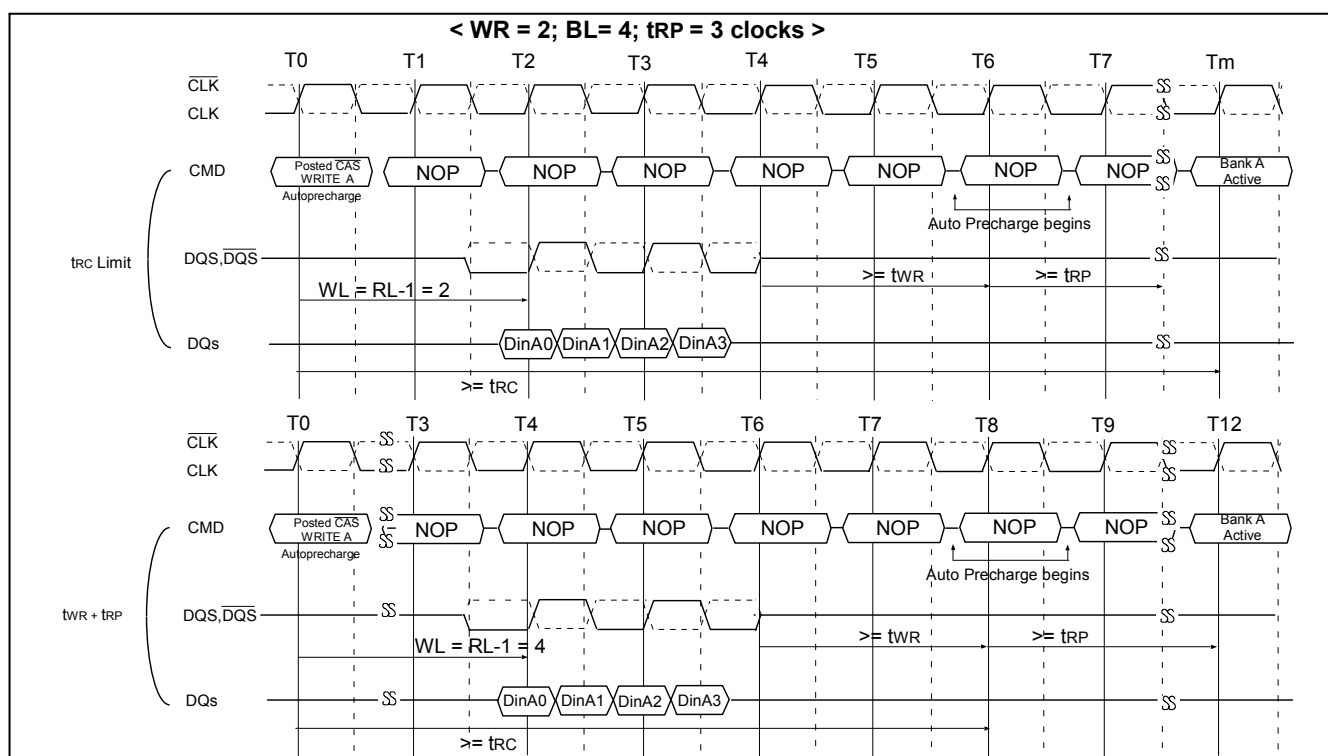 < WR = 2; BL= 4; tRP = 3 clocks >
T0 T1 T2 T3 T4 T5 T6 T7 Tm
CLK
CLK
CMD
Posted CAS
WRITE A
Autoprecharge
NOP NOP NOP NOP NOP NOP NOP
Bank A
Active
Auto Precharge begins
tRC Limit
DQS,DQS
>= tWR >= tRP
WL = RL-1 = 2
DQs
DinA0 DinA1 DinA2 DinA3
>= tRC
T0 T3 T4 T5 T6 T7 T8 T9 T12
CLK
CLK
CMD
Posted CAS
WRITE A
Autoprecharge
NOP NOP NOP NOP NOP NOP NOP
Bank A
Active
Auto Precharge begins
tWR + tRP
DQS,DQS
>= tWR >= tRP
WL = RL-1 = 4
DQs
DinA0 DinA1 DinA2 DinA3
>= tRC